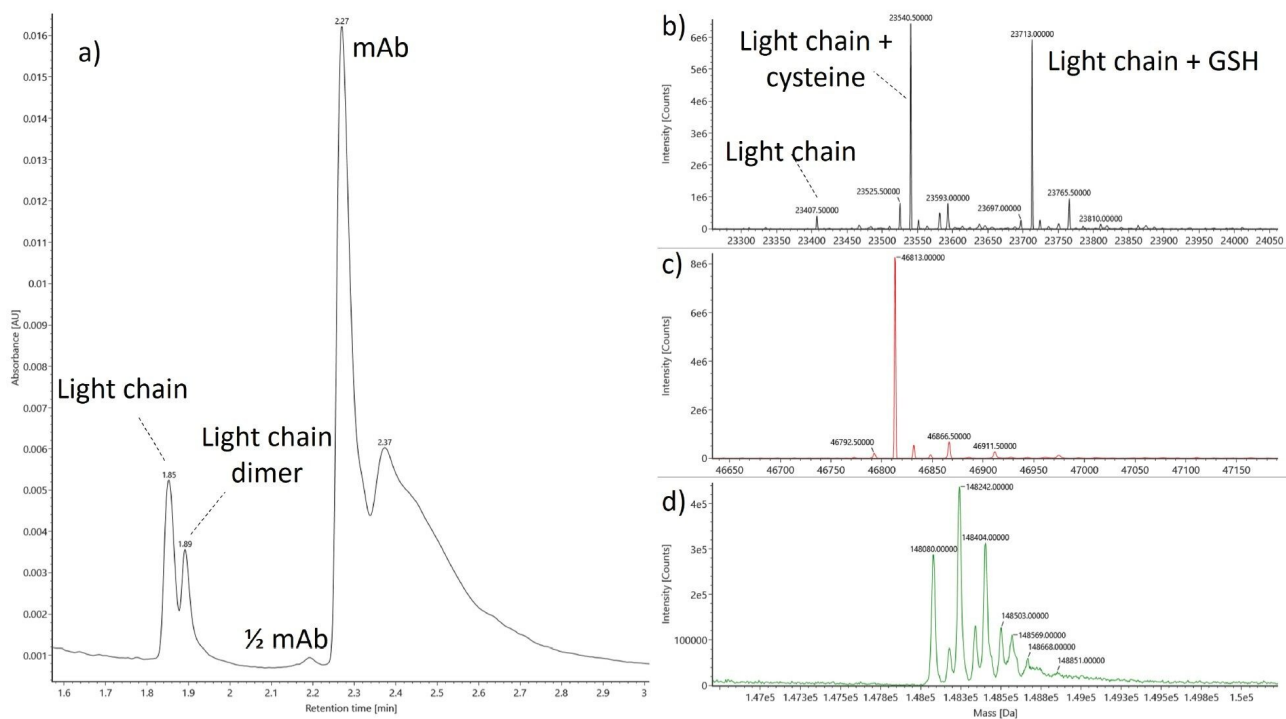 a)
Absorbance [AU]
0.016
0.015
0.014
0.013
0.012
0.011
0.01
0.009
0.008
0.007
0.006
0.005
0.004
0.003
0.002
0.001
2.27
mAb
Light chain
1.85
Light chain
dimer
1.89
½ mAb
2.37
1.6 1.7 1.8 1.9 2 2.1 2.2 2.3 2.4 2.5 2.6 2.7 2.8 2.9 3
Retention time [min]
b)
Intensity [Counts]
6e6
5e6
4e6
3e6
2e6
1e6
0
23540.50000
23713.00000
Light chain +
cysteine
Light chain + GSH
Light chain
23407.50000
23525.50000
23593.00000
23697.00000
23765.50000
23810.00000
23300 23350 23400 23450 23500 23550 23600 23650 23700 23750 23800 23850 23900 23950 24000 24050
c)
Intensity [Counts]
8e6
6e6
4e6
2e6
0
46813.00000
46792.50000
46866.50000
46911.50000
46650 46700 46750 46800 46850 46900 46950 47000 47050 47100 47150
d)
Intensity [Counts]
4e5
3e5
2e5
100000
0
148242.00000
148080.00000
148404.00000
148503.00000
148569.00000
148668.00000
148851.00000
1.47e5 1.473e5 1.475e5 1.478e5 1.48e5 1.483e5 1.485e5 1.488e5 1.49e5 1.493e5 1.495e5 1.498e5 1.5e5
Mass [Da]